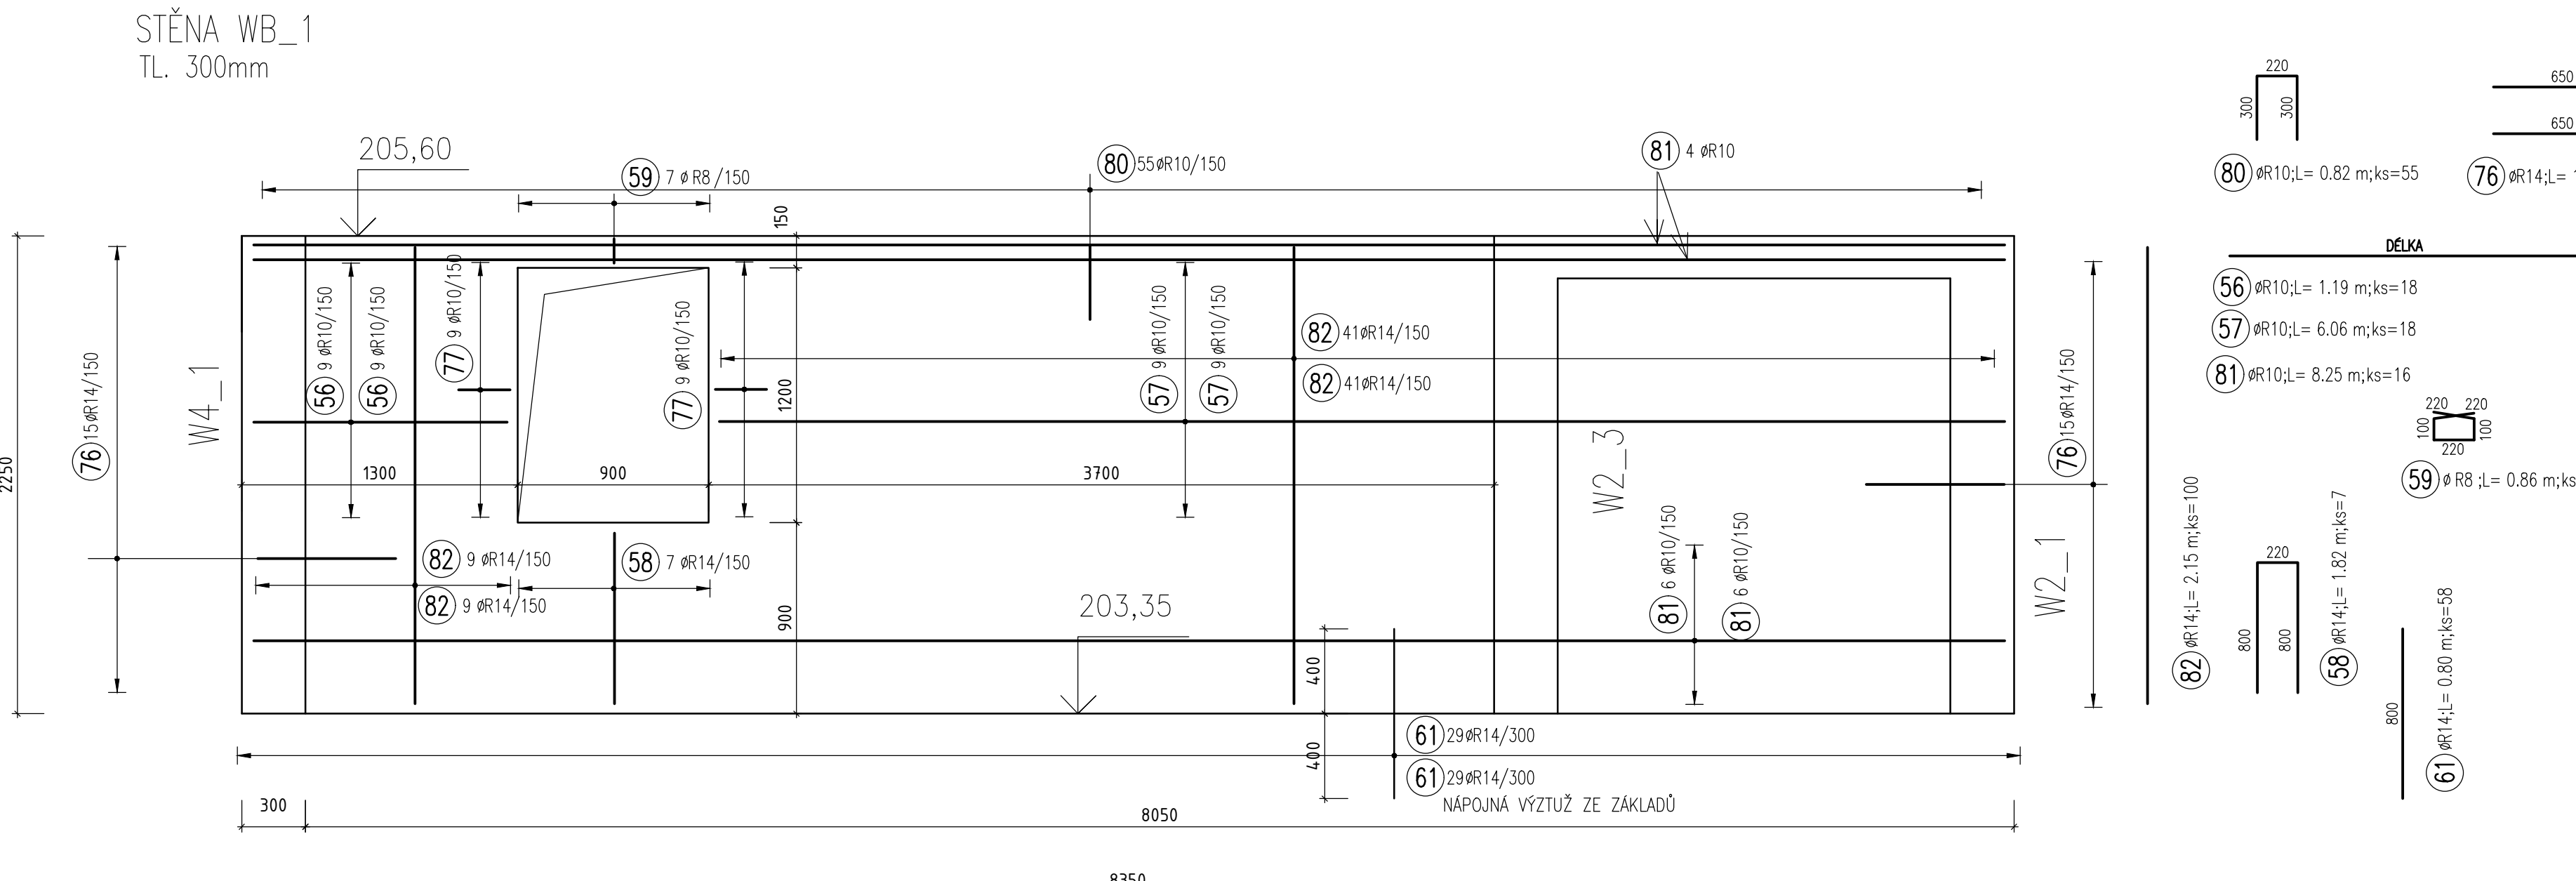 STĚNA WB_1
TL. 300mm
205,60
59 7 ø R8 /150
80 55øR10/150
81 4 øR10
150
1200
900
76 15øR14/150
2250
W4_1
56 9 øR10/150
56 9 øR10/150
77 9 øR10/150
77 9 øR10/150
57 9 øR10/150
57 9 øR10/150
82 41øR14/150
82 41øR14/150
1300
900
3700
W2_3
76 15øR14/150
W2_1
82 9 øR14/150
82 9 øR14/150
58 7 øR14/150
203,35
81 6 øR10/150
81 6 øR10/150
400
400
61 29øR14/300
61 29øR14/300
NÁPOJNÁ VÝZTUŽ ZE ZÁKLADŮ
300
8050
8350
220
300
300
80 øR10;L= 0.82 m;ks=55
650
650
76 øR14;L= 1
DÉLKA
56 øR10;L= 1.19 m;ks=18
57 øR10;L= 6.06 m;ks=18
81 øR10;L= 8.25 m;ks=16
220 220
100
100
220
59 ø R8 ;L= 0.86 m;ks
82 øR14;L= 2.15 m;ks=100
220
800
800
58 øR14;L= 1.82 m;ks=7
800
61 øR14;L= 0.80 m;ks=58